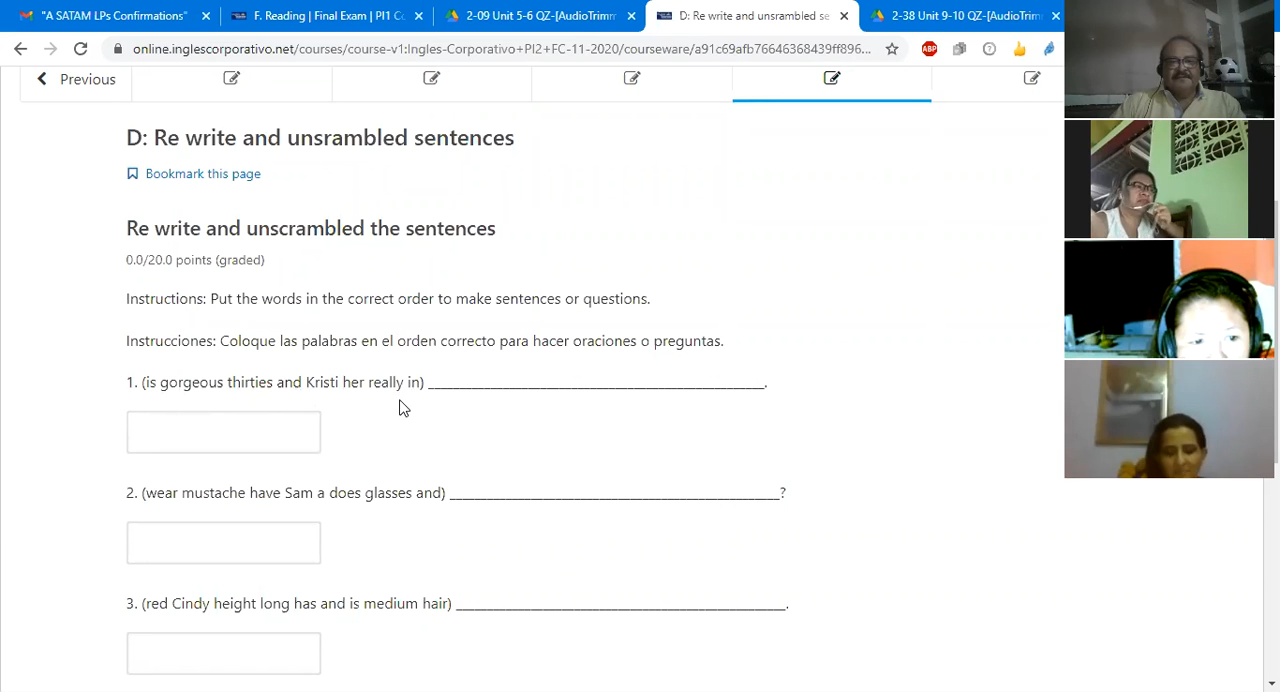 "A SATAM LPs Confirmations"
F. Reading | Final Exam | PI1 Co
2-09 Unit 5-6 QZ-[AudioTrimm
D: Re write and unsrambled se
2-38 Unit 9-10 QZ-[AudioTrim
online.inglescorporativo.net/courses/course-v1:Ingles-Corporativo+PI2+FC-11-2020/courseware/a91c69afb76646368439ff896...
ABP
Previous
D: Re write and unsrambled sentences
Bookmark this page
Re write and unscrambled the sentences
0.0/20.0 points (graded)
Instructions: Put the words in the correct order to make sentences or questions.
Instrucciones: Coloque las palabras en el orden correcto para hacer oraciones o preguntas.
1. (is gorgeous thirties and Kristi her really in) ________________________________________.
2. (wear mustache have Sam a does glasses and) ________________________________________?
3. (red Cindy height long has and is medium hair) ________________________________________.